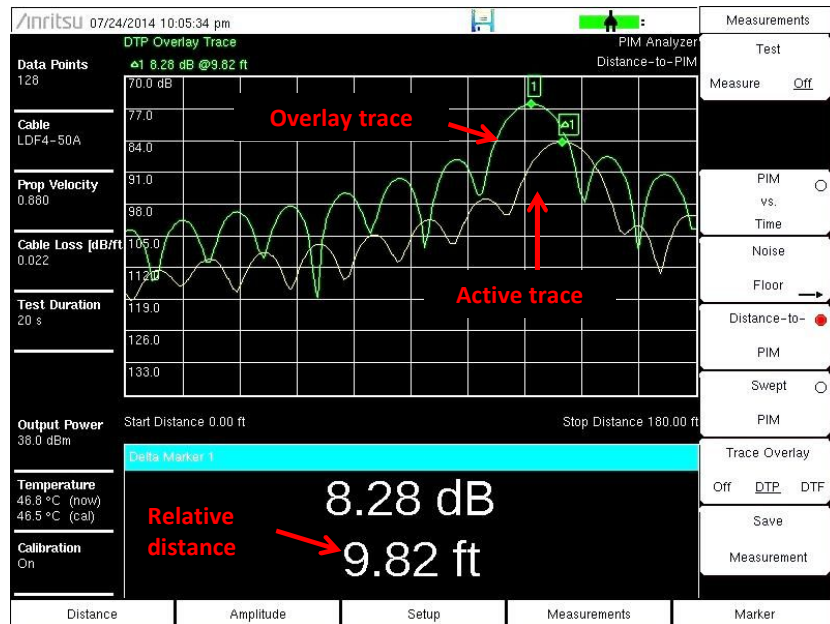 /inritsu 07/24/2014 10:05:34 pm
Measurements
DTP Overlay Trace
PIM Analyzer
△1 8.28 dB @9.82 ft
Distance-to-PIM
Data Points
128
Cable
LDF4-50A
Prop Velocity
0.880
Cable Loss [dB/ft
0.022
Test Duration
20 s
Output Power
38.0 dBm
Temperature
46.8 °C (now)
46.5 °C (cal)
Calibration
On
70.0 dB
77.0
84.0
91.0
98.0
105.0
112.0
119.0
126.0
133.0
1
△1
Overlay trace
Active trace
Start Distance 0.00 ft
Stop Distance 180.00 ft
Delta Marker 1
8.28 dB
9.82 ft
Relative
distance
Test
Measure Off
PIM
vs.
Time
Noise
Floor
Distance-to-
PIM
Swept
PIM
Trace Overlay
Off DTP DTF
Save
Measurement
Distance
Amplitude
Setup
Measurements
Marker